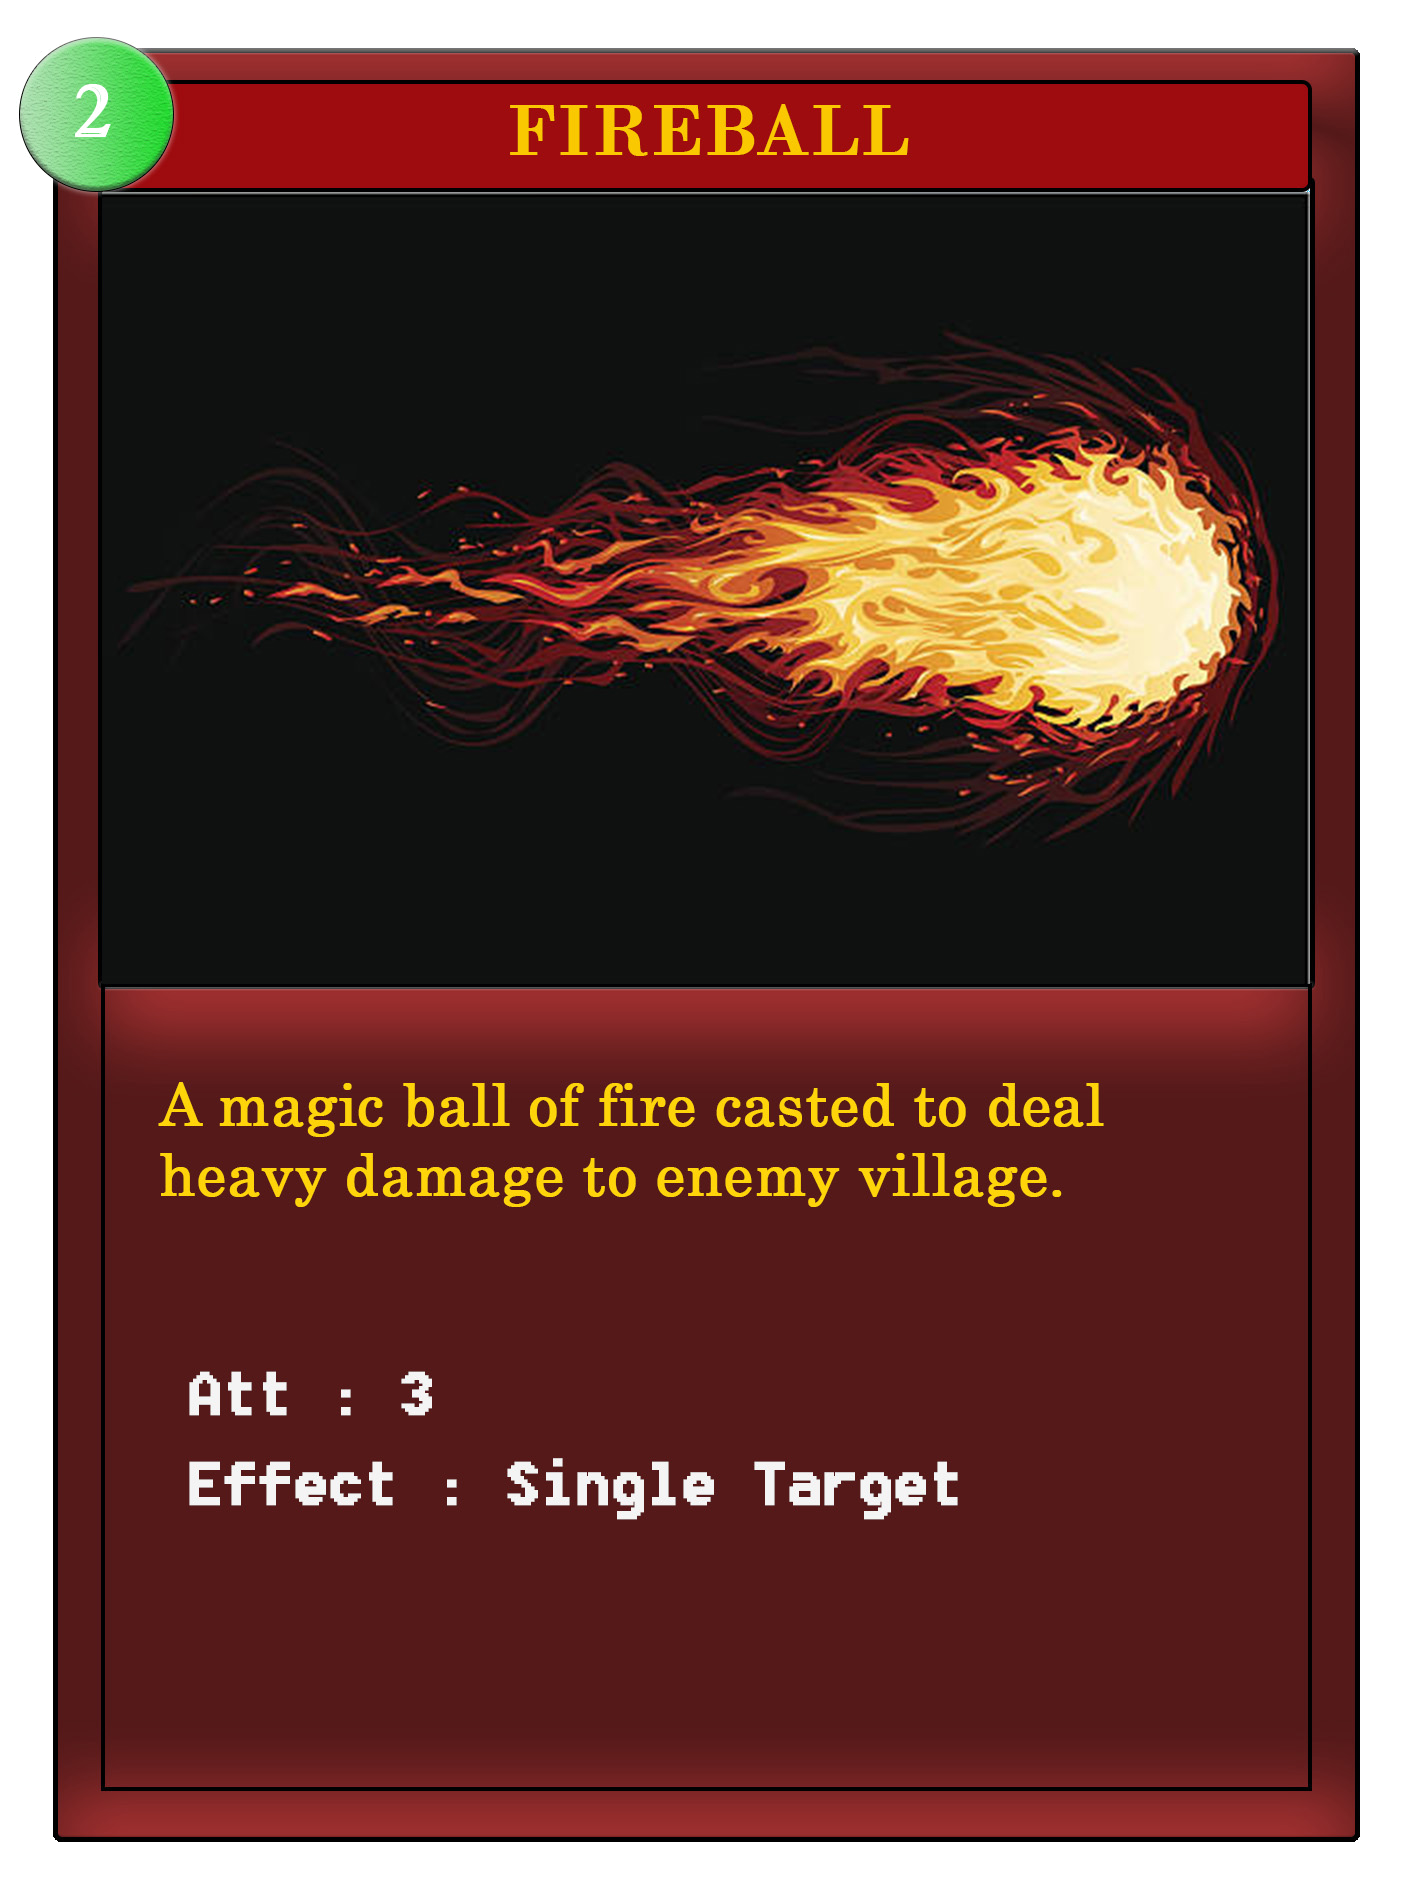 2
FIREBALL
A magic ball of fire casted to deal
heavy damage to enemy village.
Att : 3
Effect : Single Target